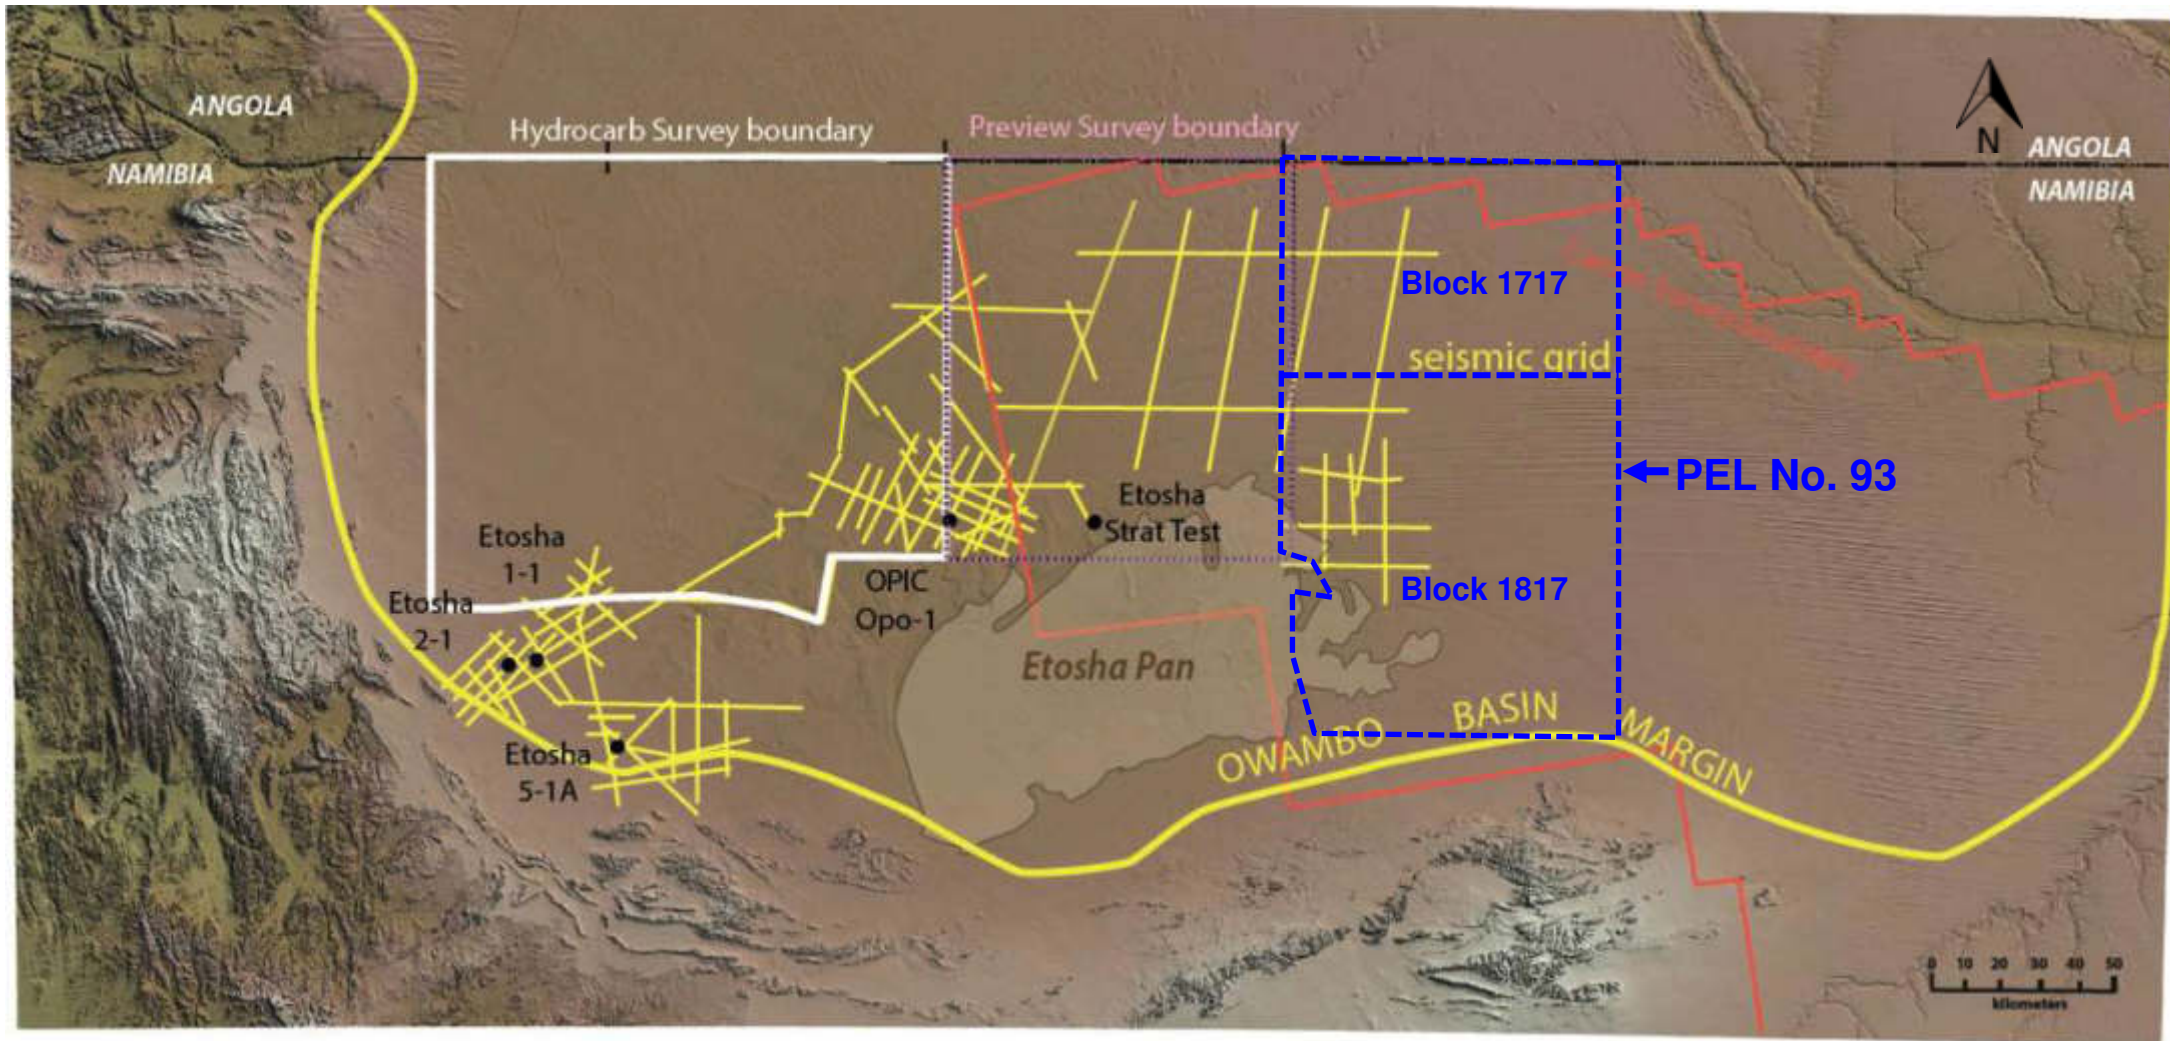 ANGOLA
NAMIBIA
Hydrocarb Survey boundary
Preview Survey boundary
N
ANGOLA
NAMIBIA
Block 1717
seismic grid
PEL No. 93
Etosha
Strat Test
Etosha
1-1
OPIC
Opo-1
Block 1817
Etosha
2-1
Etosha Pan
Etosha
5-1A
OWAMBO
BASIN
MARGIN
0 10 20 30 40 50
kilometers